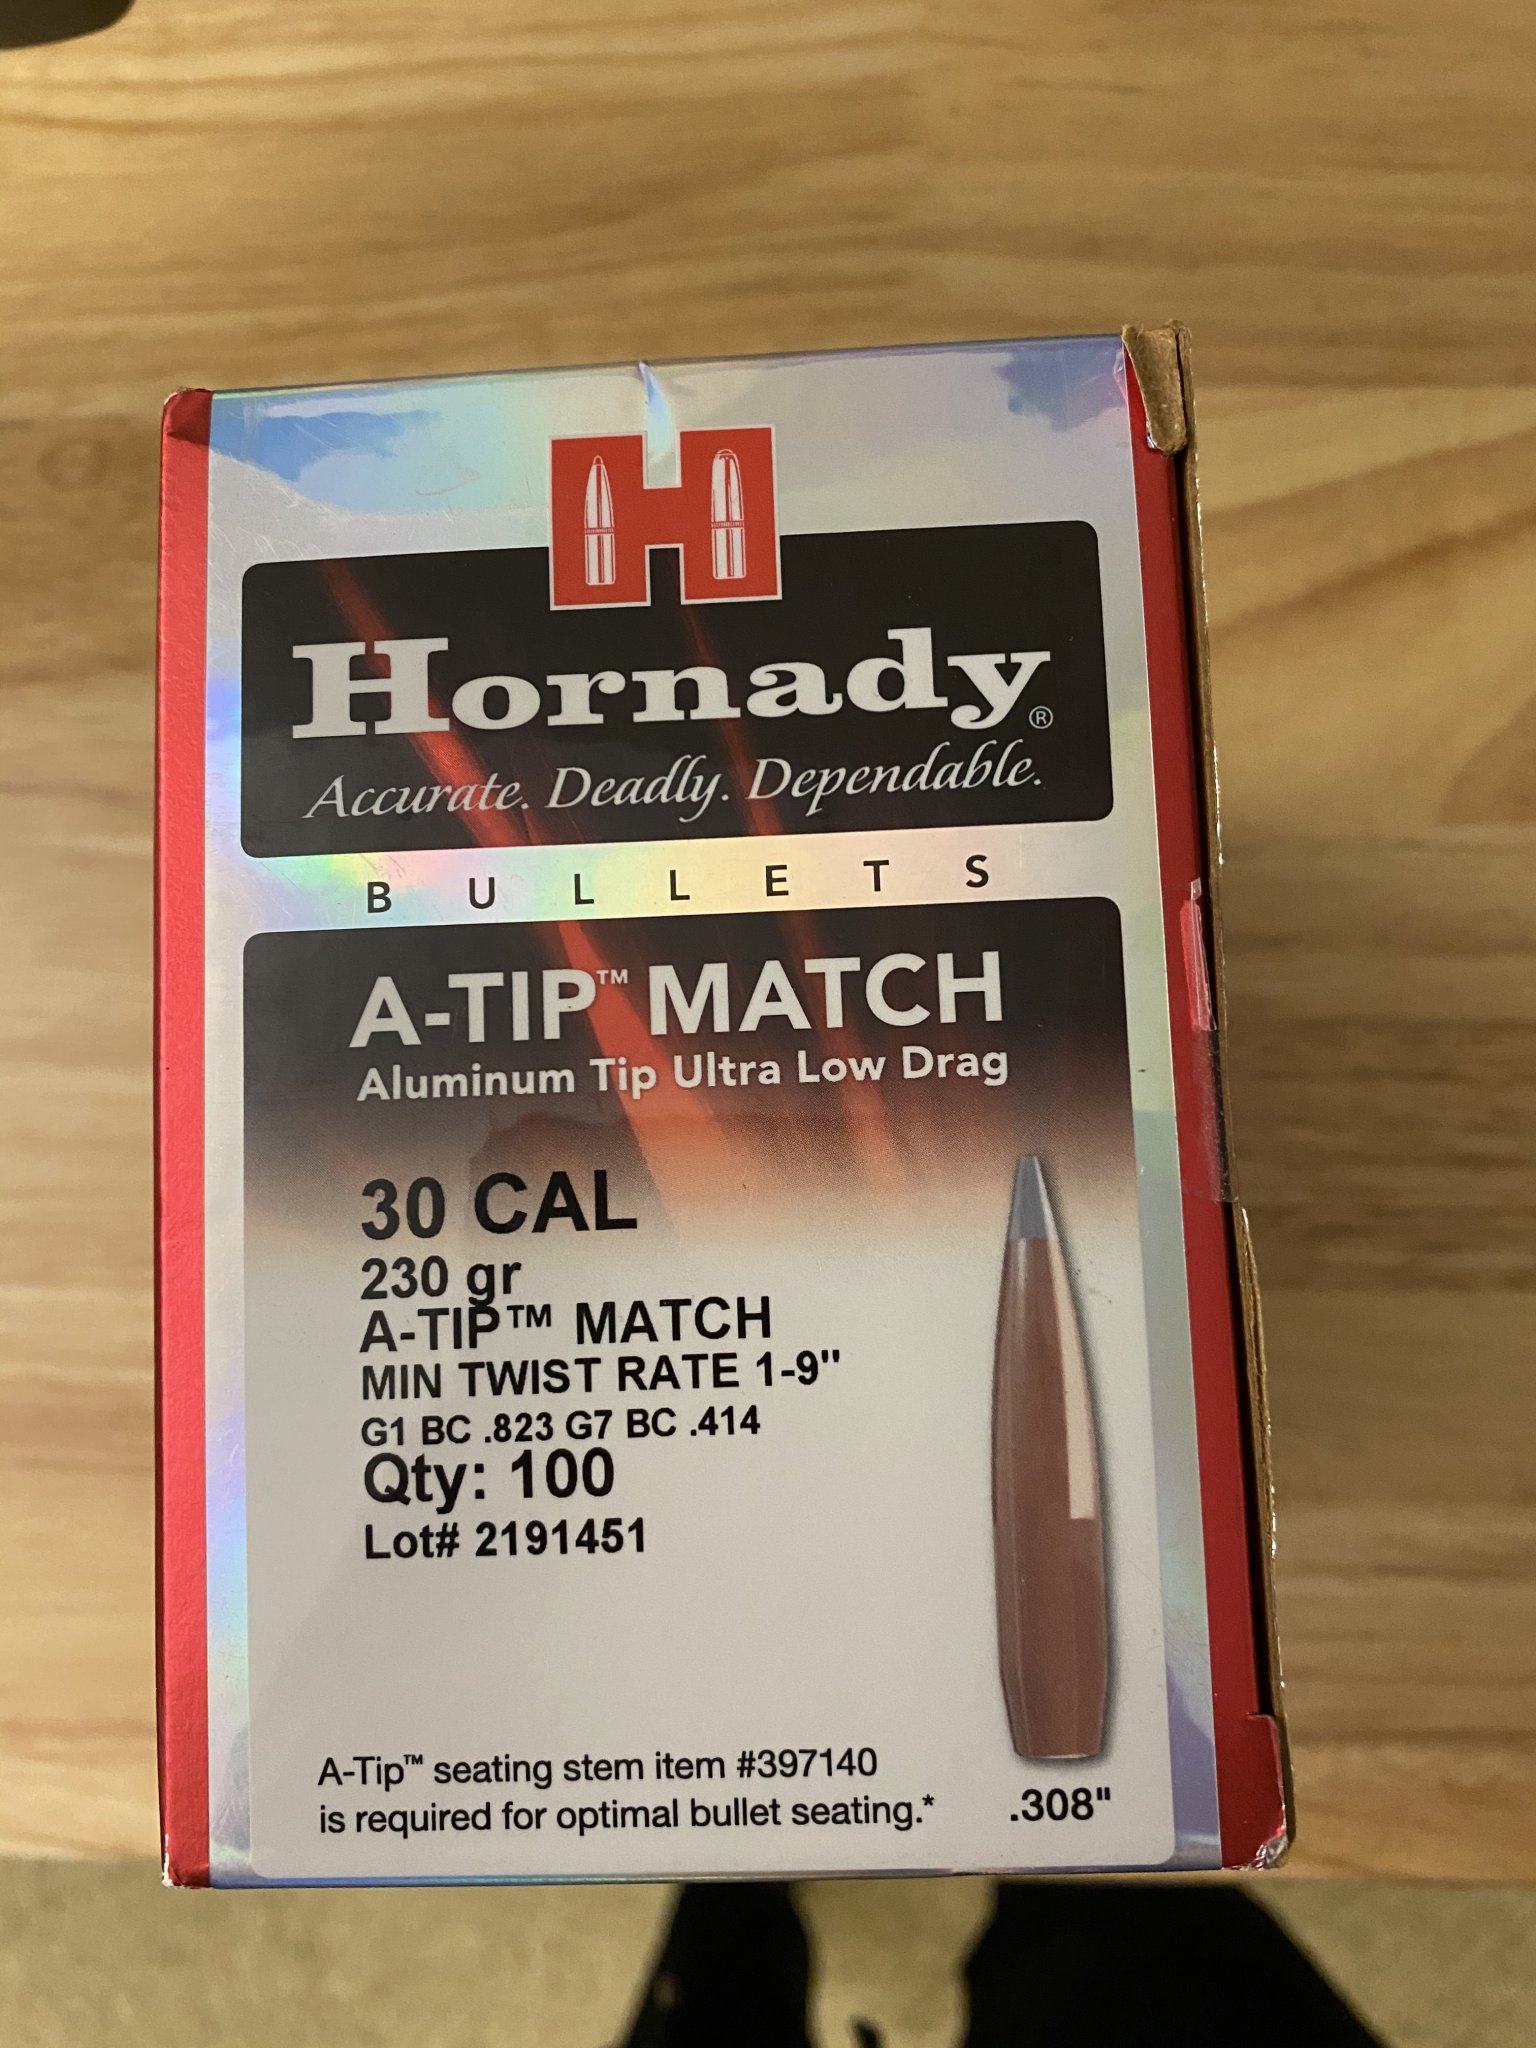 H
Hornady®
Accurate. Deadly. Dependable.
BULLETS
A-TIP™ MATCH
Aluminum Tip Ultra Low Drag
30 CAL
230 gr
A-TIP™ MATCH
MIN TWIST RATE 1-9"
G1 BC .823 G7 BC .414
Qty: 100
Lot# 2191451
A-Tip™ seating stem item #397140
is required for optimal bullet seating.*
.308"